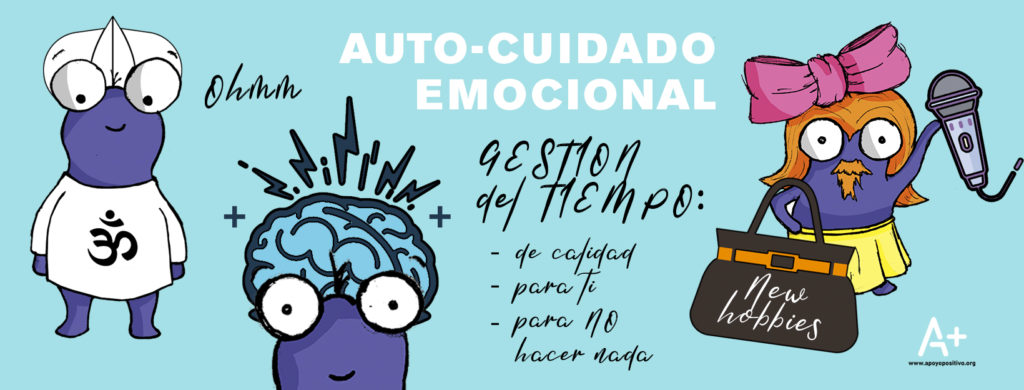 Ohmm
ॐ
+
+
AUTO-CUIDADO
EMOCIONAL
GESTION
del TIEMPO:
- de calidad
- para ti
- para NO
hacer nada
New
hobbies
A+
www.apoyopositivo.org